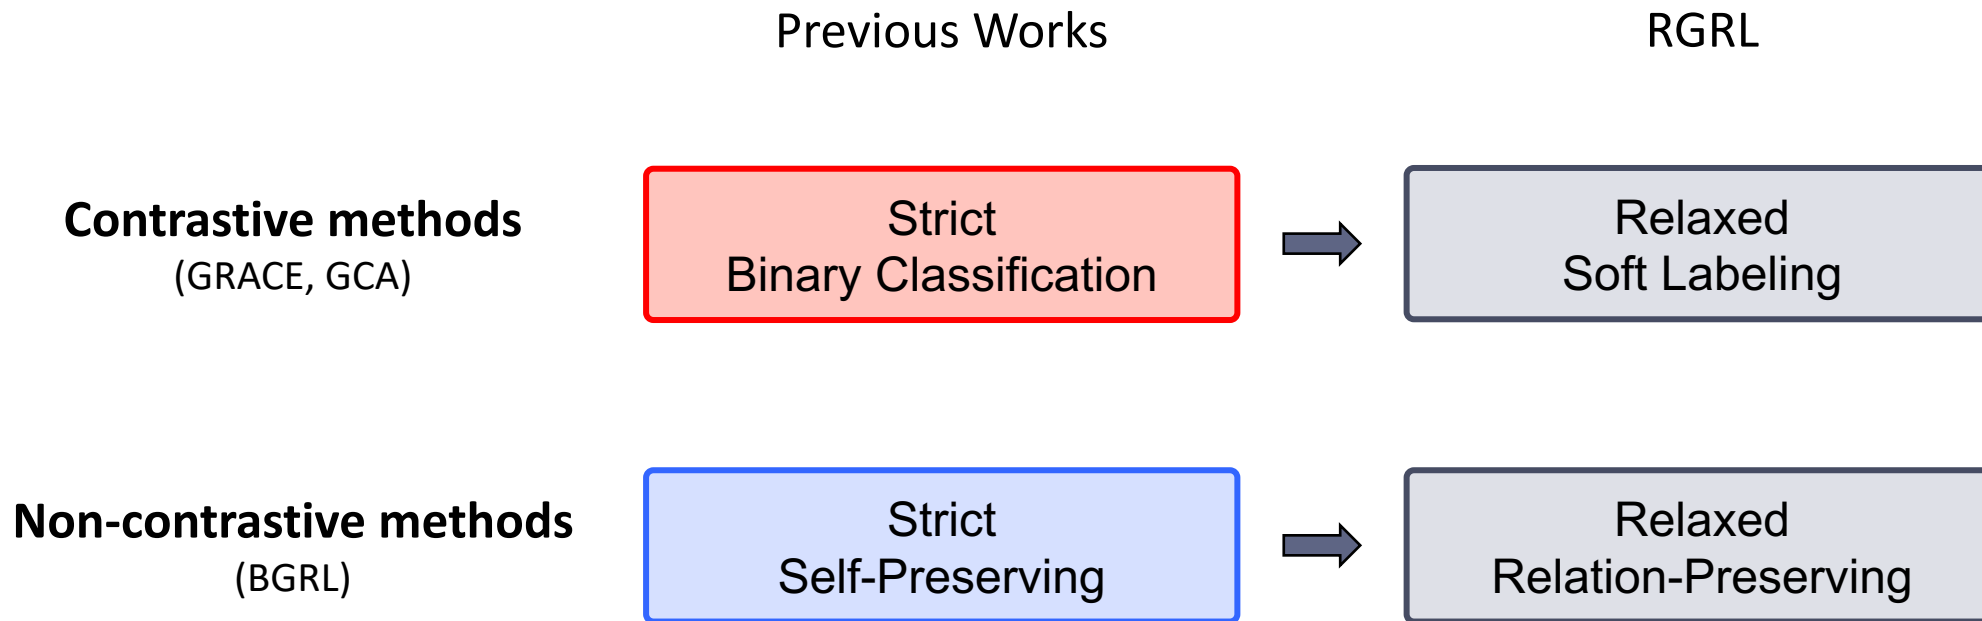 Previous Works
RGRL
Contrastive methods
(GRACE, GCA)
Strict
Binary Classification
Relaxed
Soft Labeling
Non-contrastive methods
(BGRL)
Strict
Self-Preserving
Relaxed
Relation-Preserving